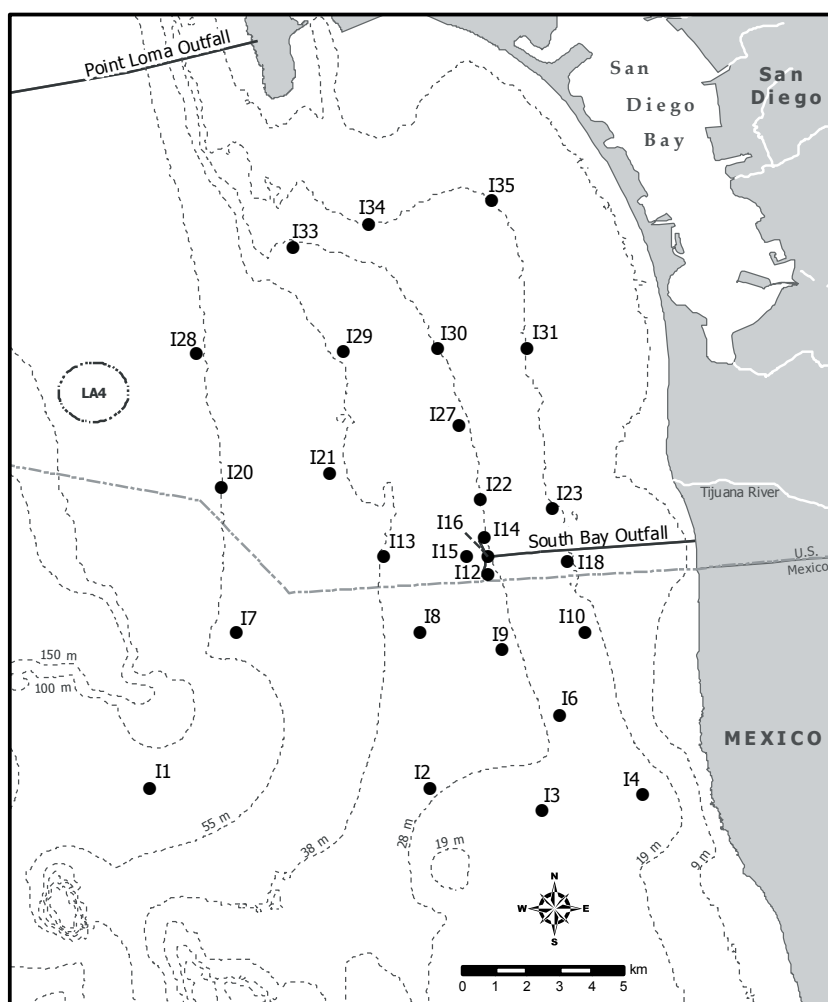 Point Loma Outfall
San
Diego
Bay
San
Diego
I35
I34
I33
I28
I29
I30
I31
LA4
I27
I21
I20
I22
I23
Tijuana River
I16
I14
South Bay Outfall
I13
I15
I12
I18
U.S.
Mexico
I7
I8
I10
I9
150 m
100 m
I6
MEXICO
I1
I2
I4
I3
55 m
38 m
28 m
19 m
19 m
9 m
N
W
E
S
km
0 1 2 3 4 5